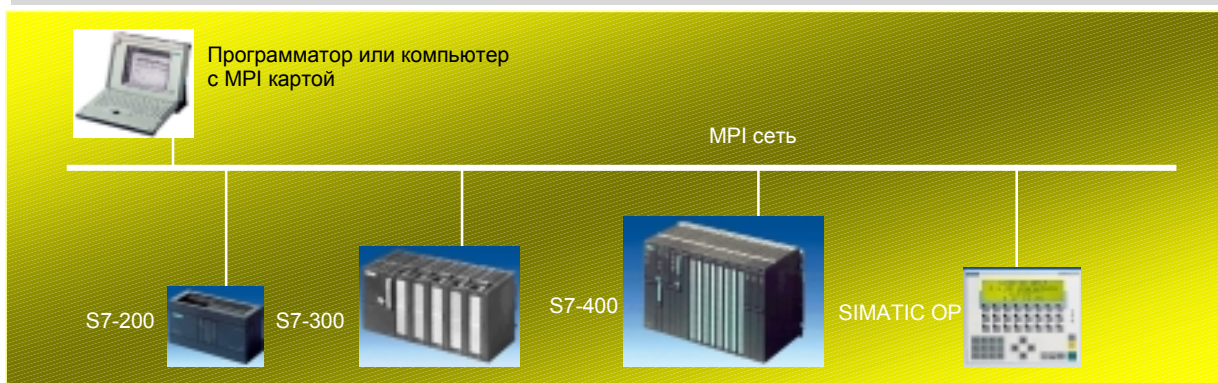 Программатор или компьютер
с MPI картой
MPI сеть
S7-200
S7-300
S7-400
SIMATIC OP